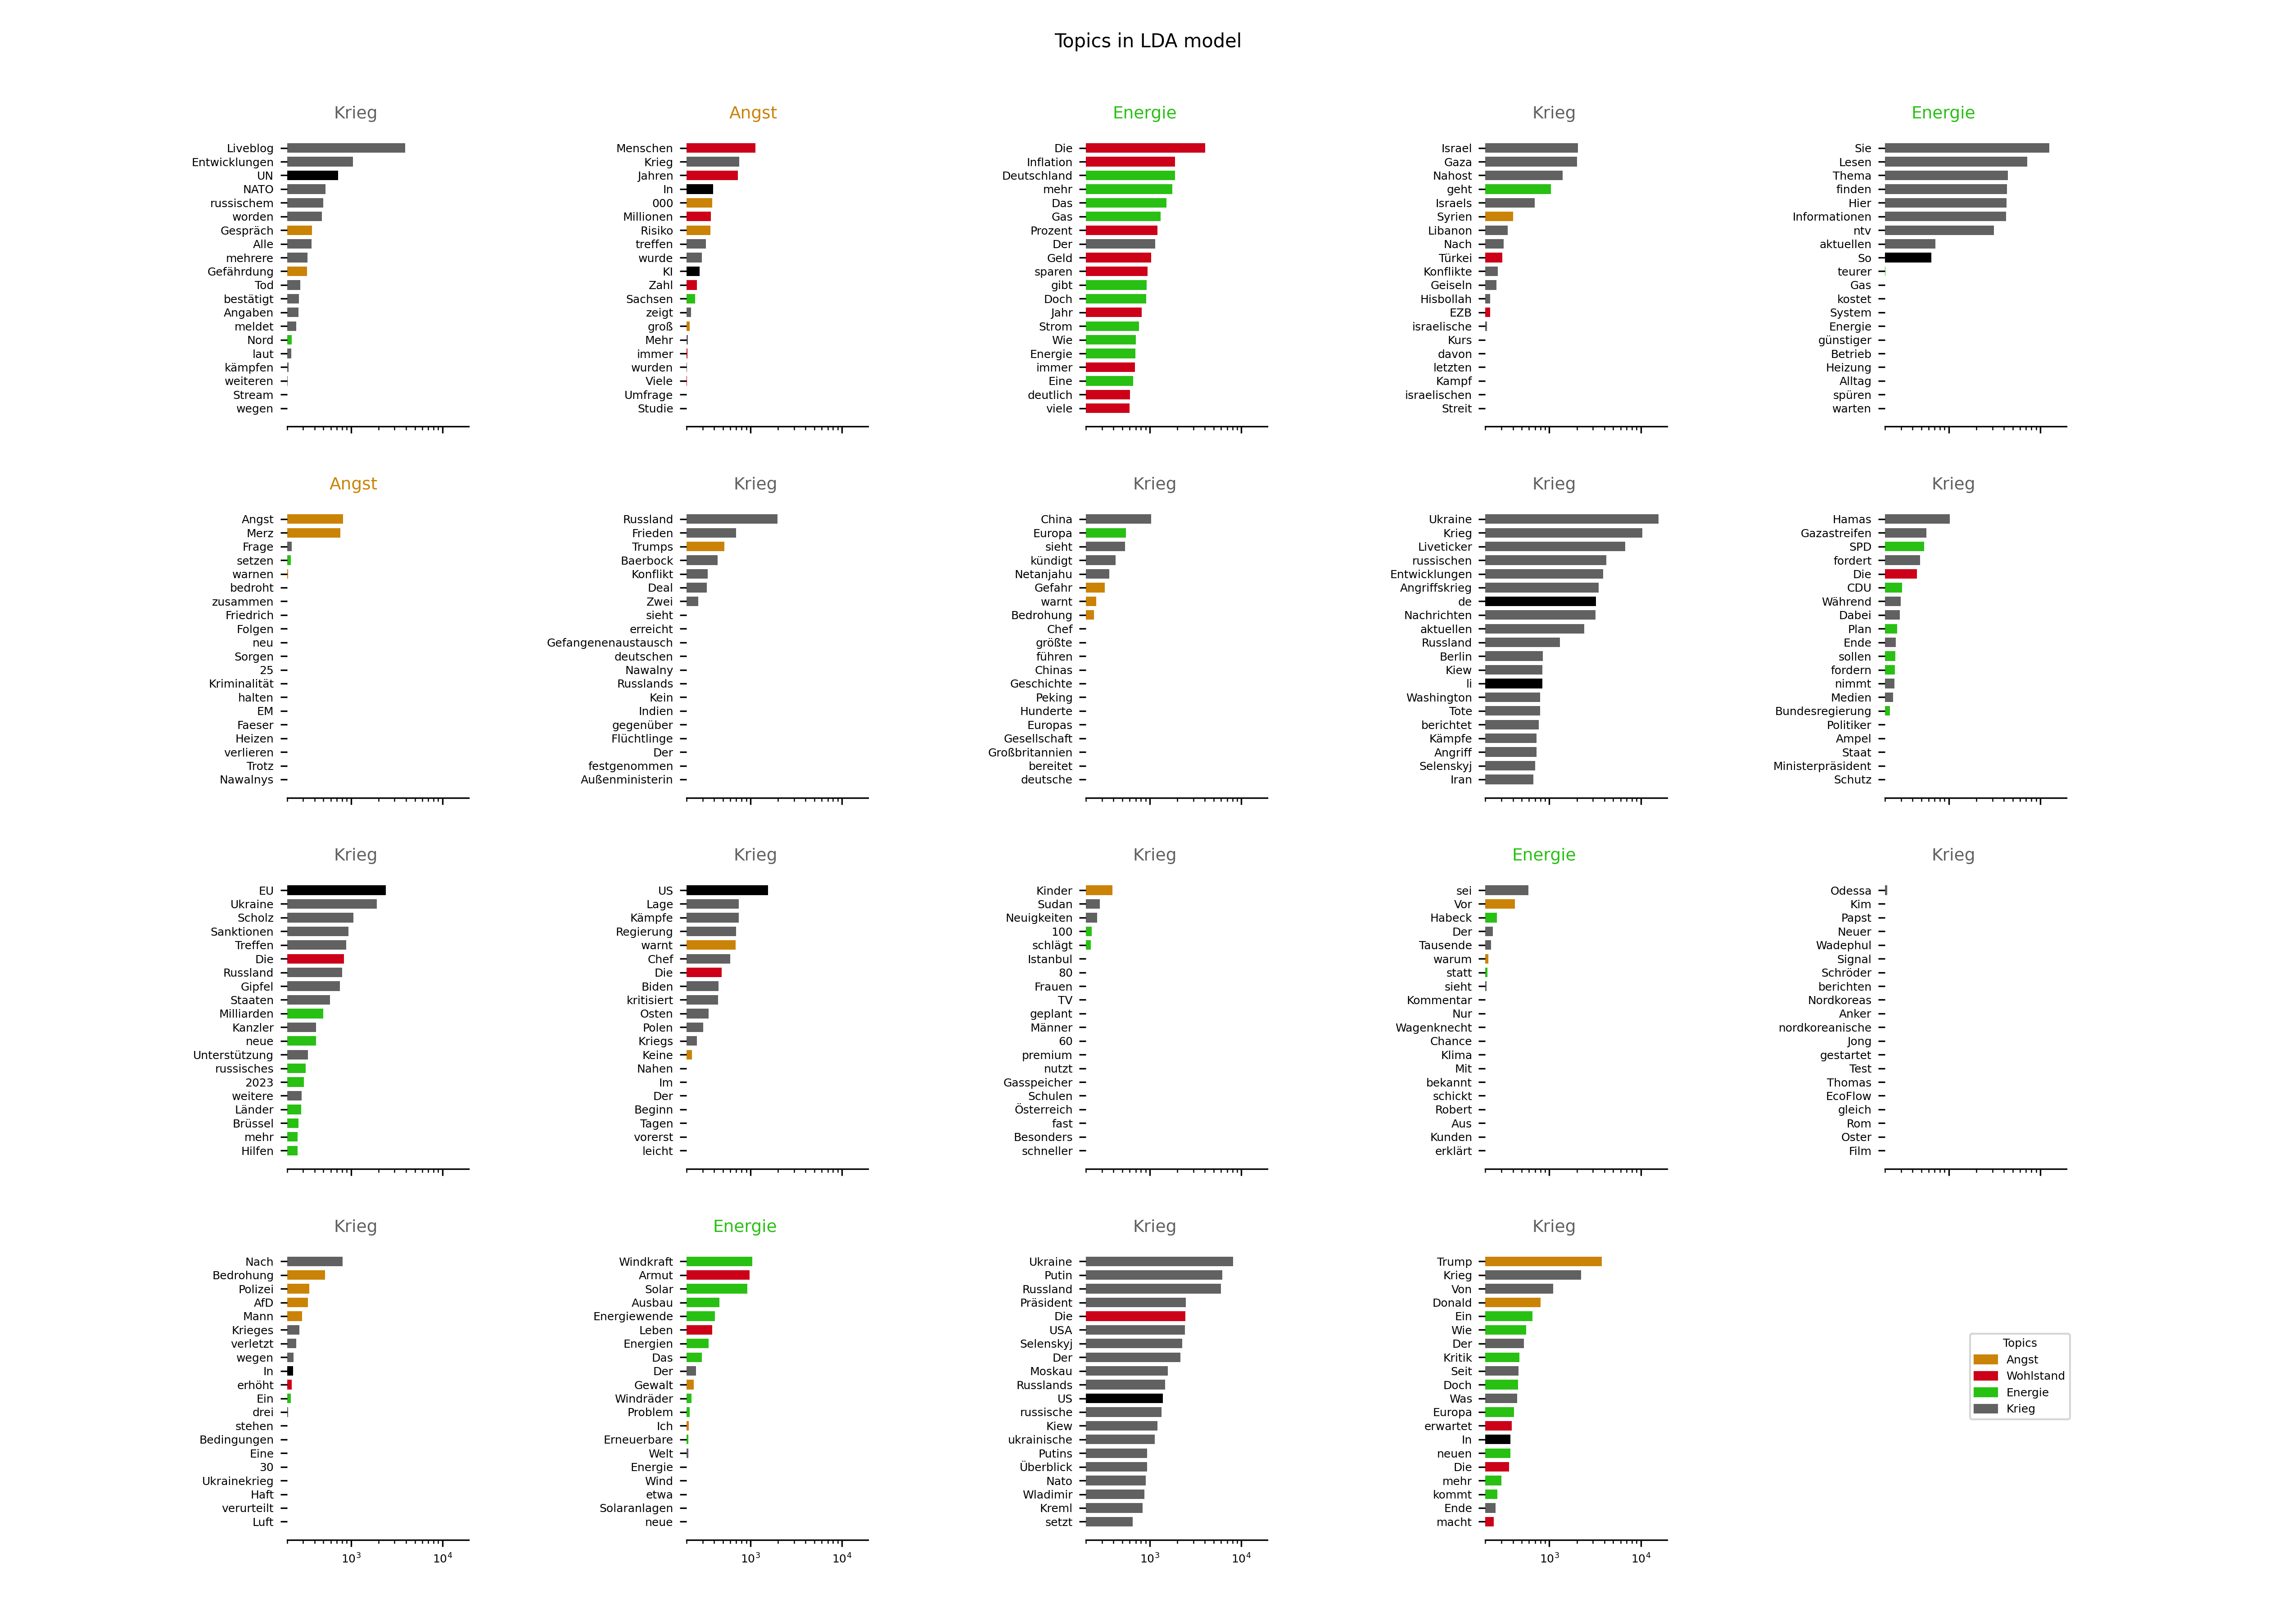 Topics in LDA model
Krieg
Liveblog
Entwicklungen
UN
NATO
russischem
worden
Gespräch
Alle
mehrere
Gefährdung
Tod
bestätigt
Angaben
meldet
Nord
laut
kämpfen
weiteren
Stream
wegen
Angst
Menschen
Krieg
Jahren
In
000
Millionen
Risiko
treffen
wurde
KI
Zahl
Sachsen
zeigt
groß
Mehr
immer
wurden
Viele
Umfrage
Studie
Energie
Die
Inflation
Deutschland
mehr
Das
Gas
Prozent
Der
Geld
sparen
gibt
Doch
Jahr
Strom
Wie
Energie
immer
Eine
deutlich
viele
Krieg
Israel
Gaza
Nahost
geht
Israels
Syrien
Libanon
Nach
Türkei
Konflikte
Geiseln
Hisbollah
EZB
israelische
Kurs
davon
letzten
Kampf
israelischen
Streit
Energie
Sie
Lesen
Thema
finden
Hier
Informationen
ntv
aktuellen
So
teurer
Gas
kostet
System
Energie
günstiger
Betrieb
Heizung
Alltag
spüren
warten
Angst
Angst
Merz
Frage
setzen
warnen
bedroht
zusammen
Friedrich
Folgen
neu
Sorgen
25
Kriminalität
halten
EM
Faeser
Heizen
verlieren
Trotz
Nawalnys
Krieg
Russland
Frieden
Trumps
Baerbock
Konflikt
Deal
Zwei
sieht
erreicht
Gefangenenaustausch
deutschen
Nawalny
Russlands
Kein
Indien
gegenüber
Flüchtlinge
Der
festgenommen
Außenministerin
Krieg
China
Europa
sieht
kündigt
Netanjahu
Gefahr
warnt
Bedrohung
Chef
größte
führen
Chinas
Geschichte
Peking
Hunderte
Europas
Gesellschaft
Großbritannien
bereitet
deutsche
Krieg
Ukraine
Krieg
Liveticker
russischen
Entwicklungen
Angriffskrieg
de
Nachrichten
aktuellen
Russland
Berlin
Kiew
li
Washington
Tote
berichtet
Kämpfe
Angriff
Selenskyj
Iran
Krieg
Hamas
Gazastreifen
SPD
fordert
Die
CDU
Während
Dabei
Plan
Ende
sollen
fordern
nimmt
Medien
Bundesregierung
Politiker
Ampel
Staat
Ministerpräsident
Schutz
Krieg
EU
Ukraine
Scholz
Sanktionen
Treffen
Die
Russland
Gipfel
Staaten
Milliarden
Kanzler
neue
Unterstützung
russisches
2023
weitere
Länder
Brüssel
mehr
Hilfen
Krieg
US
Lage
Kämpfe
Regierung
warnt
Chef
Die
Biden
kritisiert
Osten
Polen
Kriegs
Keine
Nahen
Im
Der
Beginn
Tagen
vorerst
leicht
Krieg
Kinder
Sudan
Neuigkeiten
100
schlägt
Istanbul
80
Frauen
TV
geplant
Männer
60
premium
nutzt
Gasspeicher
Schulen
Österreich
fast
Besonders
schneller
Energie
sei
Vor
Habeck
Der
Tausende
warum
statt
sieht
Kommentar
Nur
Wagenknecht
Chance
Klima
Mit
bekannt
schickt
Robert
Aus
Kunden
erklärt
Krieg
Odessa
Kim
Papst
Neuer
Wadephul
Signal
Schröder
berichten
Nordkoreas
Anker
nordkoreanische
Jong
gestartet
Test
Thomas
EcoFlow
gleich
Rom
Oster
Film
Krieg
Nach
Bedrohung
Polizei
AfD
Mann
Krieges
verletzt
wegen
In
erhöht
Ein
drei
stehen
Bedingungen
Eine
30
Ukrainekrieg
Haft
verurteilt
Luft
10³ 10⁴
Energie
Windkraft
Armut
Solar
Ausbau
Energiewende
Leben
Energien
Das
Der
Gewalt
Windräder
Problem
Ich
Erneuerbare
Welt
Energie
Wind
etwa
Solaranlagen
neue
10³ 10⁴
Krieg
Ukraine
Putin
Russland
Präsident
Die
USA
Selenskyj
Der
Moskau
Russlands
US
russische
Kiew
ukrainische
Putins
Überblick
Nato
Wladimir
Kreml
setzt
10³ 10⁴
Krieg
Trump
Krieg
Von
Donald
Ein
Wie
Der
Kritik
Seit
Doch
Was
Europa
erwartet
In
neuen
Die
mehr
kommt
Ende
macht
10³ 10⁴
Topics
Angst
Wohlstand
Energie
Krieg